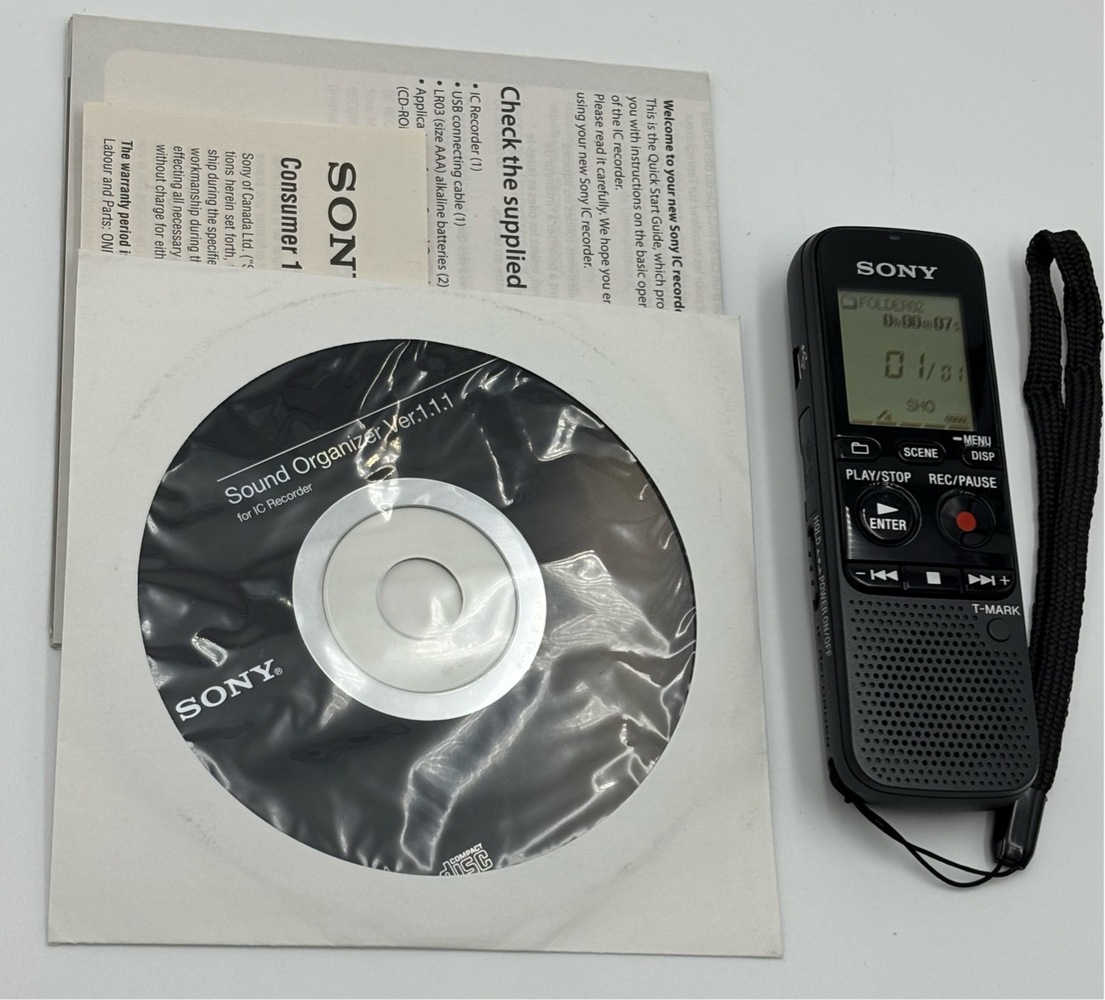 Welcome to your new Sony IC recorde
This is the Quick Start Guide, which pro
you with instructions on the basic oper
of the IC recorder.
Please read it carefully. We hope you er
using your new Sony IC recorder.
Check the supplied
• IC Recorder (1)
• USB connecting cable (1)
• LR03 (size AAA) alkaline batteries (2)
• Applica
(CD-RO
SON
Consumer 1
Sony of Canada Ltd. ("S
tions herein set forth,
ship during the specifie
workmanship during th
effecting all necessary
without charge for eith
The warranty period i
Labour and Parts: ON
Sound Organizer Ver.1.1.1
for IC Recorder
SONY®
COMPACT
disc
SONY
FOLDER02
0h00m07s
01/01
SHQ
MENU
SCENE
DISP
PLAY/STOP REC/PAUSE
ENTER
HOLD POWER ON/OFF
T-MARK